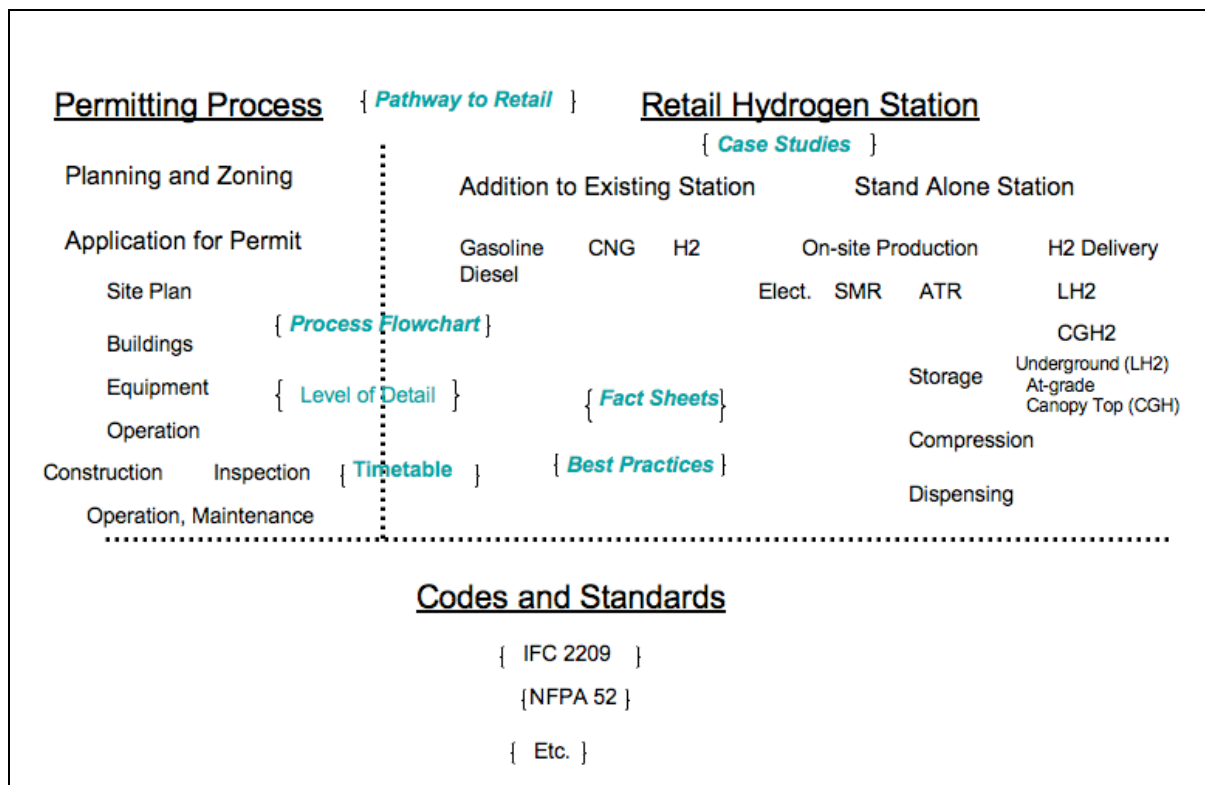 Permitting Process
{ Pathway to Retail }
Retail Hydrogen Station
{ Case Studies }
Planning and Zoning
Addition to Existing Station
Stand Alone Station
Application for Permit
Gasoline
Diesel
CNG
H2
On-site Production
H2 Delivery
Site Plan
Elect.
SMR
ATR
LH2
{ Process Flowchart }
CGH2
Buildings
Storage
Underground (LH2)
At-grade
Canopy Top (CGH)
Equipment
{ Level of Detail }
{ Fact Sheets}
Operation
Compression
Construction
Inspection
{ Timetable }
{ Best Practices }
Dispensing
Operation, Maintenance
Codes and Standards
{ IFC 2209 }
{NFPA 52 }
{ Etc. }